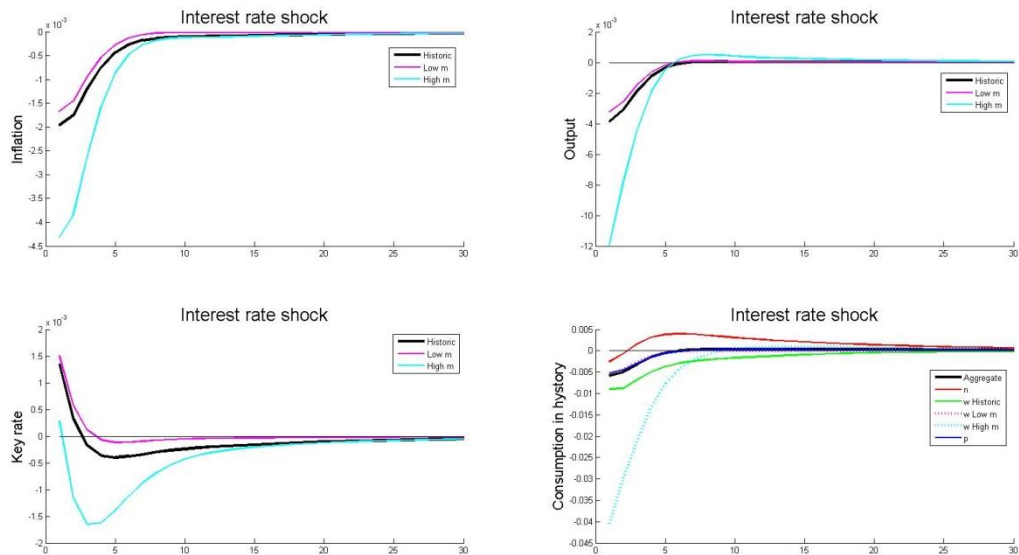 Interest rate shock
x 10⁻³
0
-0.5
-1
-1.5
-2
-2.5
-3
-3.5
-4
-4.5
0 5 10 15 20 25 30
Inflation
Historic
Low m
High m
Interest rate shock
x 10⁻³
2
0
-2
-4
-6
-8
-10
-12
0 5 10 15 20 25 30
Output
Historic
Low m
High m
Interest rate shock
x 10⁻³
2
1.5
1
0.5
0
-0.5
-1
-1.5
-2
0 5 10 15 20 25 30
Key rate
Historic
Low m
High m
Interest rate shock
0.005
0
-0.005
-0.01
-0.015
-0.02
-0.025
-0.03
-0.035
-0.04
-0.045
0 5 10 15 20 25 30
Consumption in hystory
Aggregate
n
w Historic
w Low m
w High m
p